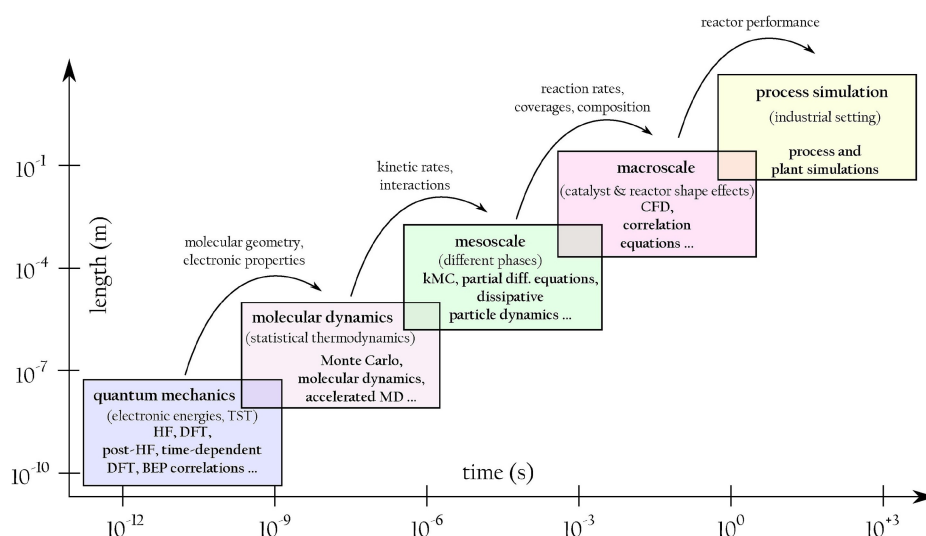 reactor performance
process simulation
(industrial setting)
process and
plant simulations
reaction rates,
coverages, composition
macroscale
(catalyst & reactor shape effects)
CFD,
correlation
equations ...
kinetic rates,
interactions
mesoscale
(different phases)
kMC, partial diff. equations,
dissipative
particle dynamics ...
molecular geometry,
electronic properties
molecular dynamics
(statistical thermodynamics)
Monte Carlo,
molecular dynamics,
accelerated MD ...
quantum mechanics
(electronic energies, TST)
HF, DFT,
post-HF, time-dependent
DFT, BEP correlations ...
length (m)
10⁻¹
10⁻⁴
10⁻⁷
10⁻¹⁰
time (s)
10⁻¹² 10⁻⁹ 10⁻⁶ 10⁻³ 10⁰ 10⁺³